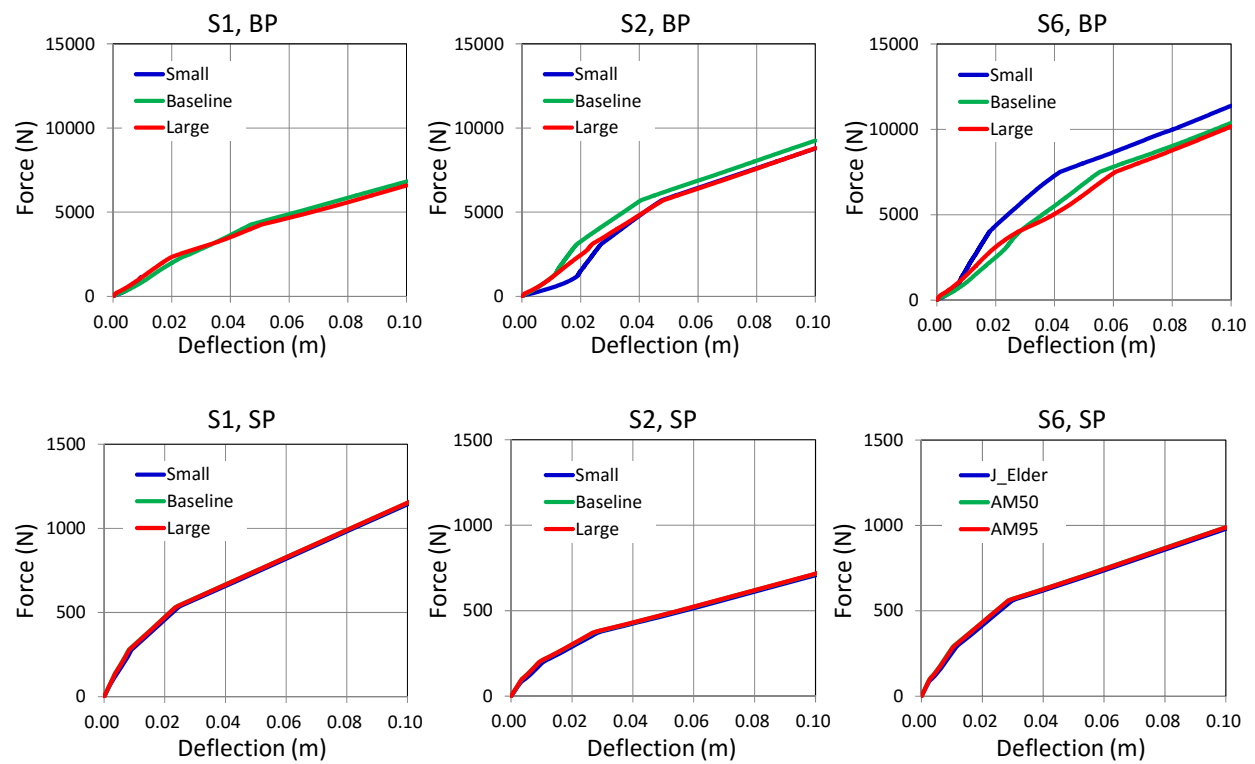 S1, BP
15000
10000
5000
0
Force (N)
Small
Baseline
Large
0.00 0.02 0.04 0.06 0.08 0.10
Deflection (m)
S2, BP
15000
10000
5000
0
Force (N)
Small
Baseline
Large
0.00 0.02 0.04 0.06 0.08 0.10
Deflection (m)
S6, BP
15000
10000
5000
0
Force (N)
Small
Baseline
Large
0.00 0.02 0.04 0.06 0.08 0.10
Deflection (m)
S1, SP
1500
1000
500
0
Force (N)
Small
Baseline
Large
0.00 0.02 0.04 0.06 0.08 0.10
Deflection (m)
S2, SP
1500
1000
500
0
Force (N)
Small
Baseline
Large
0.00 0.02 0.04 0.06 0.08 0.10
Deflection (m)
S6, SP
1500
1000
500
0
Force (N)
J_Elder
AM50
AM95
0.00 0.02 0.04 0.06 0.08 0.10
Deflection (m)